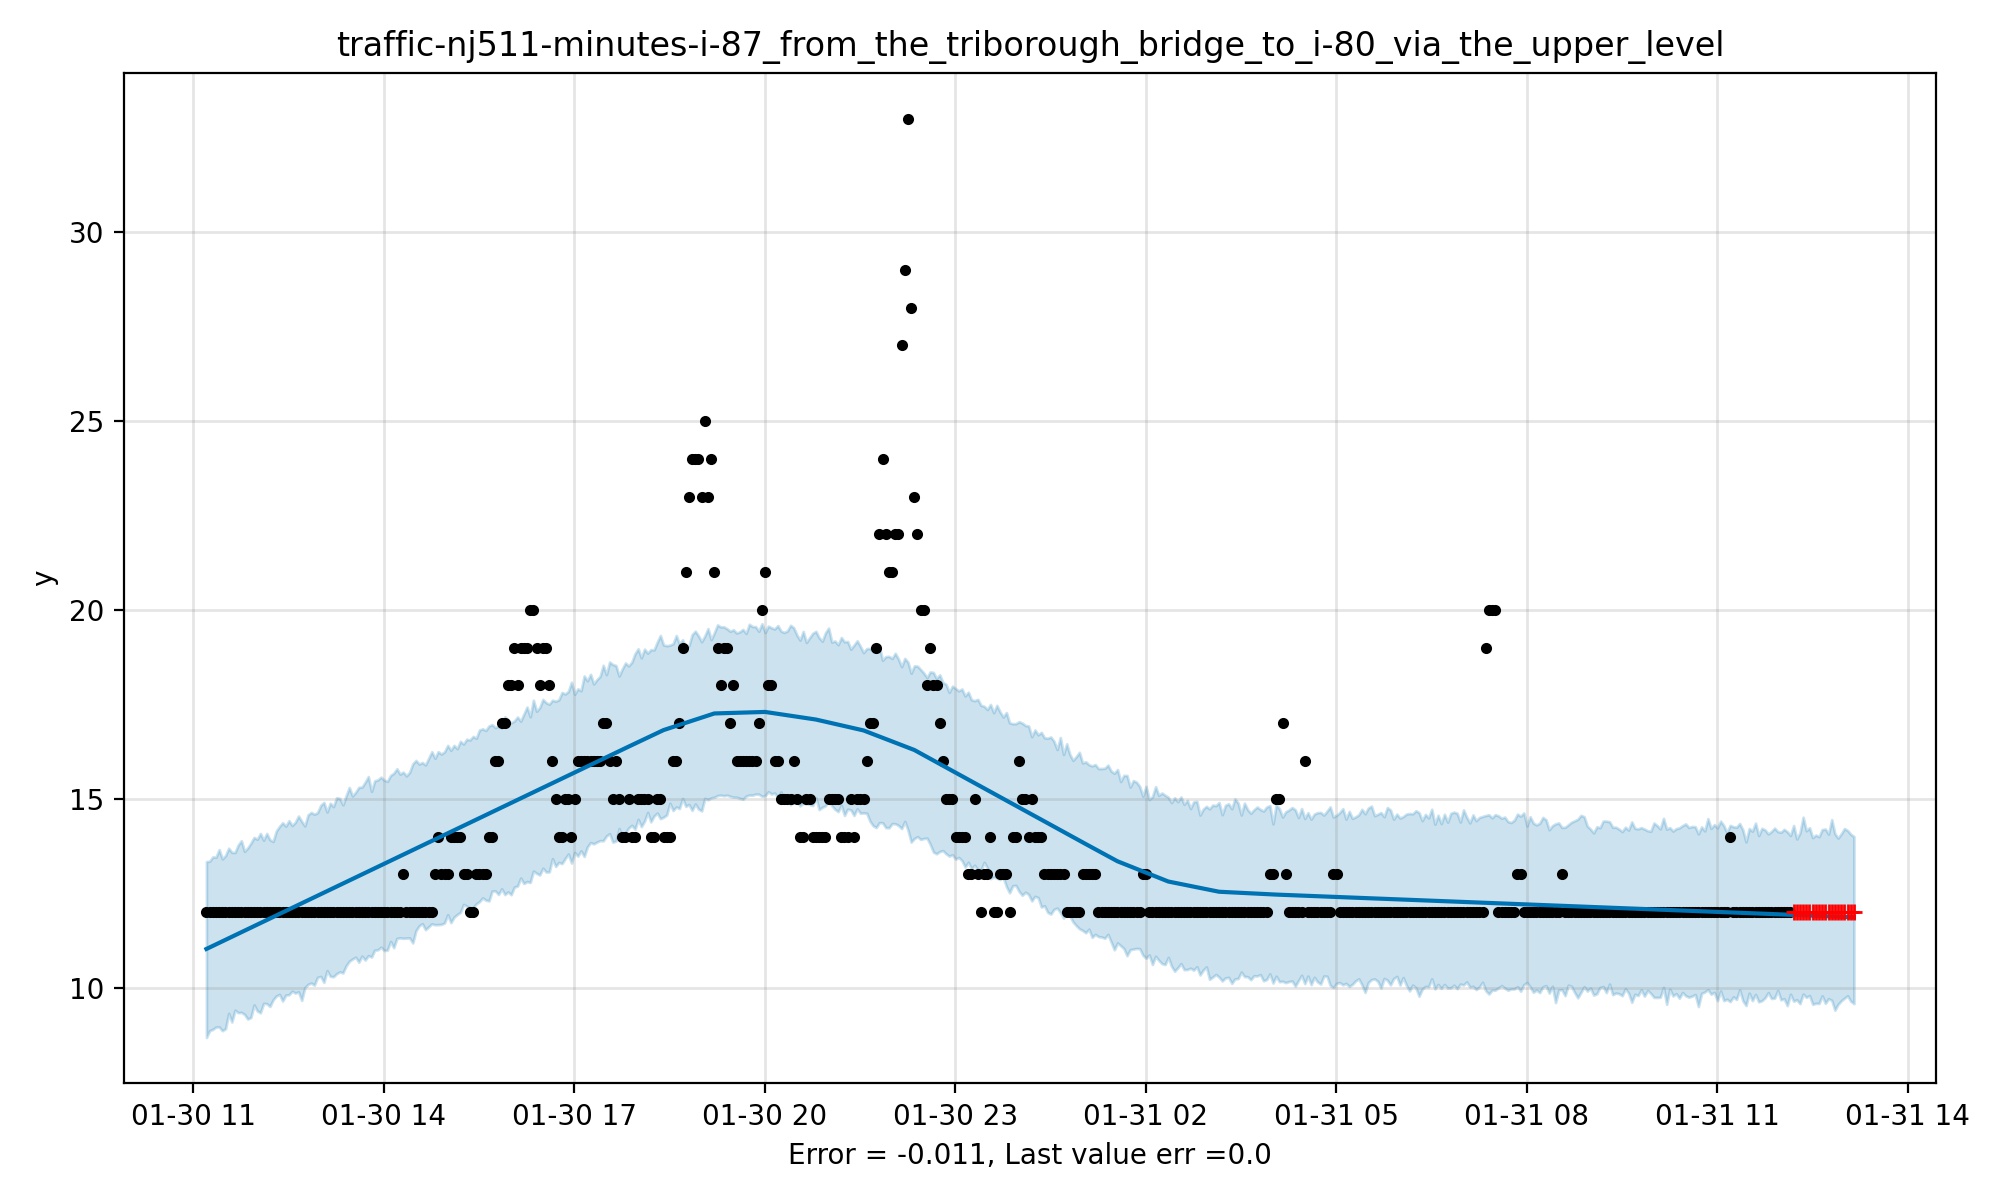 traffic-nj511-minutes-i-87_from_the_triborough_bridge_to_i-80_via_the_upper_level
30
25
20
15
10
y
01-30 11 01-30 14 01-30 17 01-30 20 01-30 23 01-31 02 01-31 05 01-31 08 01-31 11 01-31 14
Error = -0.011, Last value err =0.0